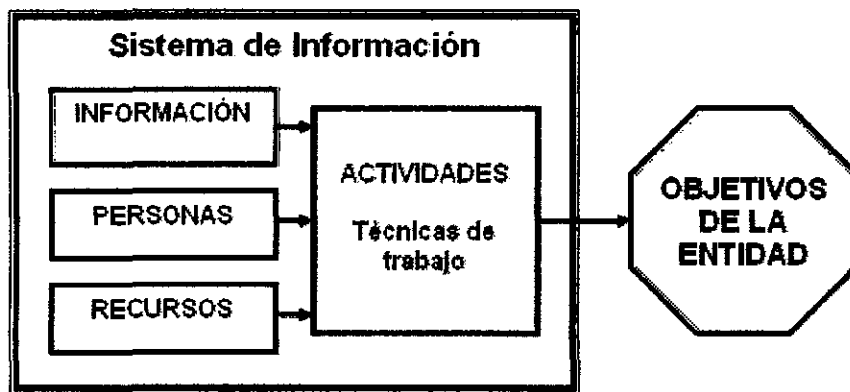 Sistema de Información
INFORMACIÓN
PERSONAS
RECURSOS
ACTIVIDADES
Técnicas de
trabajo
OBJETIVOS
DE LA
ENTIDAD